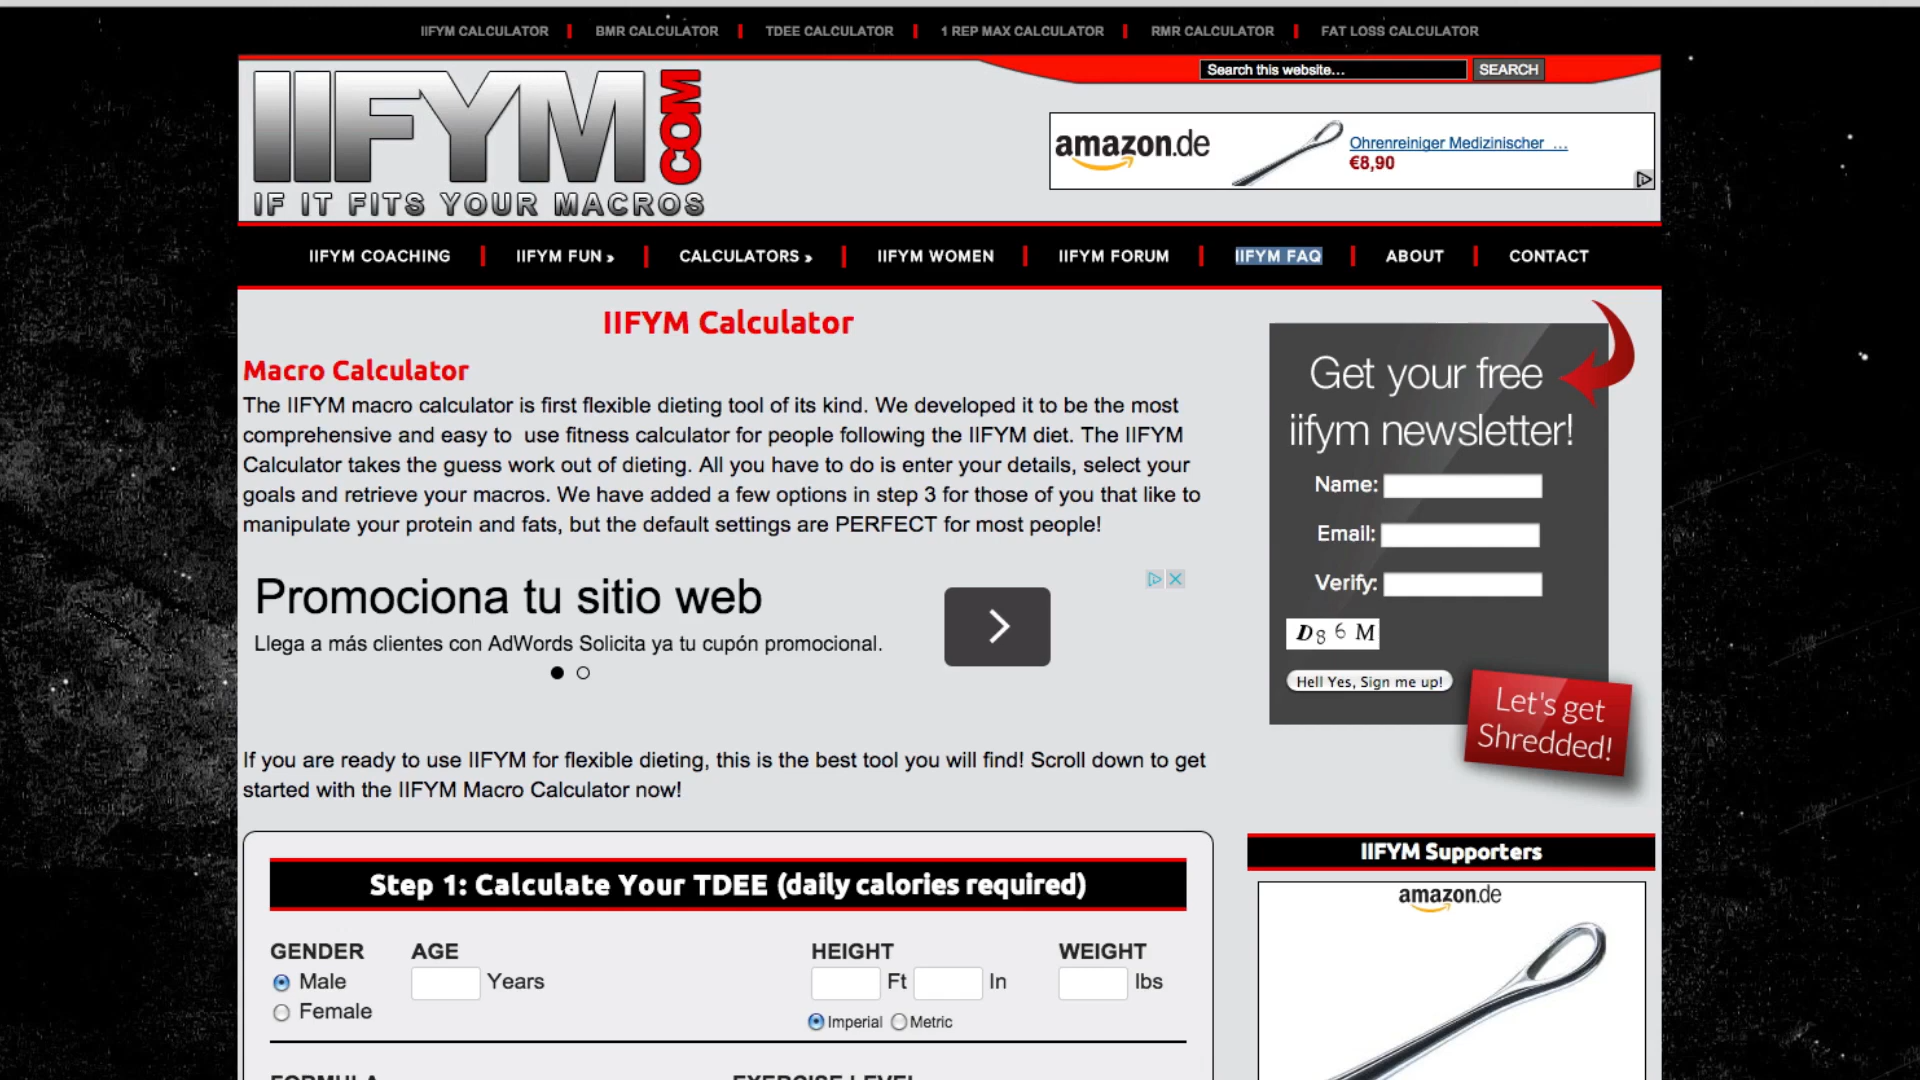 IIFYM CALCULATOR | BMR CALCULATOR | TDEE CALCULATOR | 1 REP MAX CALCULATOR | RMR CALCULATOR | FAT LOSS CALCULATOR
Search this website... SEARCH
IIFYM.COM
IF IT FITS YOUR MACROS
amazon.de
Ohrenreiniger Medizinischer ...
€8,90
IIFYM COACHING | IIFYM FUN » | CALCULATORS » | IIFYM WOMEN | IIFYM FORUM | IIFYM FAQ | ABOUT | CONTACT
IIFYM Calculator
Macro Calculator
The IIFYM macro calculator is first flexible dieting tool of its kind. We developed it to be the most
comprehensive and easy to use fitness calculator for people following the IIFYM diet. The IIFYM
Calculator takes the guess work out of dieting. All you have to do is enter your details, select your
goals and retrieve your macros. We have added a few options in step 3 for those of you that like to
manipulate your protein and fats, but the default settings are PERFECT for most people!
Promociona tu sitio web
Llega a más clientes con AdWords Solicita ya tu cupón promocional.
If you are ready to use IIFYM for flexible dieting, this is the best tool you will find! Scroll down to get
started with the IIFYM Macro Calculator now!
Step 1: Calculate Your TDEE (daily calories required)
GENDER AGE HEIGHT WEIGHT
Male Years Ft In lbs
Female
Imperial Metric
FORMULA EXERCISE LEVEL
Get your free
iifym newsletter!
Name:
Email:
Verify:
D86M
Hell Yes, Sign me up!
Let's get
Shredded!
IIFYM Supporters
amazon.de